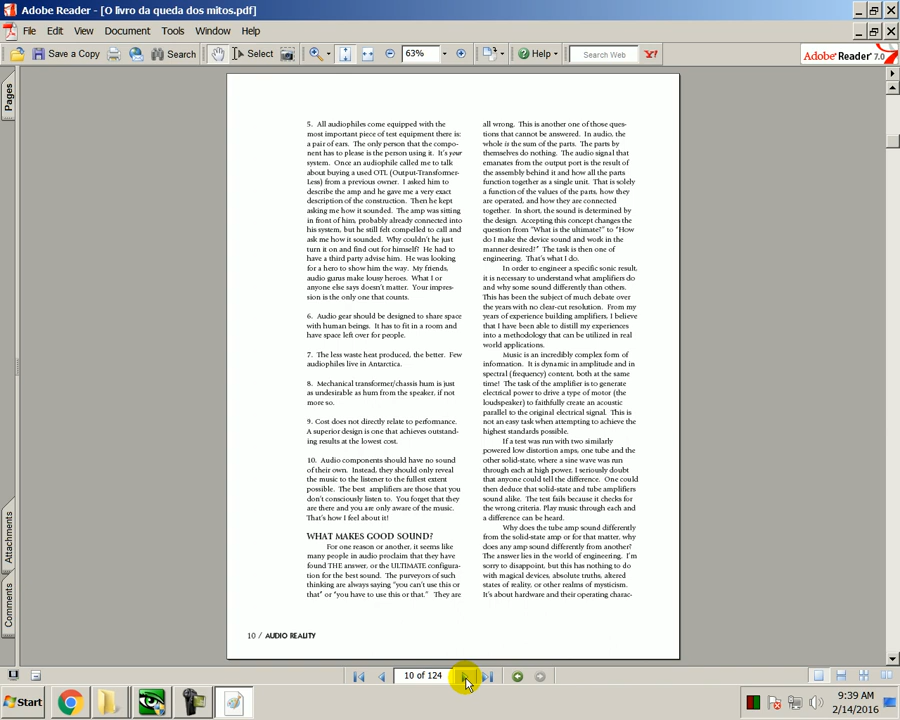 Adobe Reader - [O livro da queda dos mitos.pdf]
File Edit View Document Tools Window Help
Save a Copy Search Select 63% Help Search Web Y! Adobe Reader 7.0
Pages
Attachments
Comments
5. All audiophiles come equipped with the
most important piece of test equipment there is:
a pair of ears. The only person that the compo-
nent has to please is the person using it. It's your
system. Once an audiophile called me to talk
about buying a used OTL (Output-Transformer-
Less) from a previous owner. I asked him to
describe the amp and he gave me a very exact
description of the construction. Then he kept
asking me how it sounded. The amp was sitting
in front of him, probably already connected into
his system, but he still felt compelled to call and
ask me how it sounded. Why couldn't he just
turn it on and find out for himself? He had to
have a third party advise him. He was looking
for a hero to show him the way. My friends,
audio gurus make lousy heroes. What I or
anyone else says doesn't matter. Your impres-
sion is the only one that counts.
6. Audio gear should be designed to share space
with human beings. It has to fit in a room and
have space left over for people.
7. The less waste heat produced, the better. Few
audiophiles live in Antarctica.
8. Mechanical transformer/chassis hum is just
as undesirable as hum from the speaker, if not
more so.
9. Cost does not directly relate to performance.
A superior design is one that achieves outstand-
ing results at the lowest cost.
10. Audio components should have no sound
of their own. Instead, they should only reveal
the music to the listener to the fullest extent
possible. The best amplifiers are those that you
don't consciously listen to. You forget that they
are there and you are only aware of the music.
That's how I feel about it!
WHAT MAKES GOOD SOUND?
For one reason or another, it seems like
many people in audio proclaim that they have
found THE answer, or the ULTIMATE configura-
tion for the best sound. The purveyors of such
thinking are always saying "you can't use this or
that" or "you have to use this or that." They are
all wrong. This is another one of those ques-
tions that cannot be answered. In audio, the
whole is the sum of the parts. The parts by
themselves do nothing. The audio signal that
emanates from the output port is the result of
the assembly behind it and how all the parts
function together as a single unit. That is solely
a function of the values of the parts, how they
are operated, and how they are connected
together. In short, the sound is determined by
the design. Accepting this concept changes the
question from "What is the ultimate?" to "How
do I make the device sound and work in the
manner desired?" The task is then one of
engineering. That's what I do.
In order to engineer a specific sonic result,
it is necessary to understand what amplifiers do
and why some sound differently than others.
This has been the subject of much debate over
the years with no clear-cut resolution. From my
years of experience building amplifiers, I believe
that I have been able to distill my experiences
into a methodology that can be utilized in real
world applications.
Music is an incredibly complex form of
information. It is dynamic in amplitude and in
spectral (frequency) content, both at the same
time! The task of the amplifier is to generate
electrical power to drive a type of motor (the
loudspeaker) to faithfully create an acoustic
parallel to the original electrical signal. This is
not an easy task when attempting to achieve the
highest standards possible.
If a test was run with two similarly
powered low distortion amps, one tube and the
other solid-state, where a sine wave was run
through each at high power, I seriously doubt
that anyone could tell the difference. One could
then deduce that solid-state and tube amplifiers
sound alike. The test fails because it checks for
the wrong criteria. Play music through each and
a difference can be heard.
Why does the tube amp sound differently
from the solid-state amp or for that matter, why
does any amp sound differently from another?
The answer lies in the world of engineering. I'm
sorry to disappoint, but this has nothing to do
with magical devices, absolute truths, altered
states of reality, or other realms of mysticism.
It's about hardware and their operating charac-
10 / AUDIO REALITY
10 of 124
Start
9:39 AM
2/14/2016